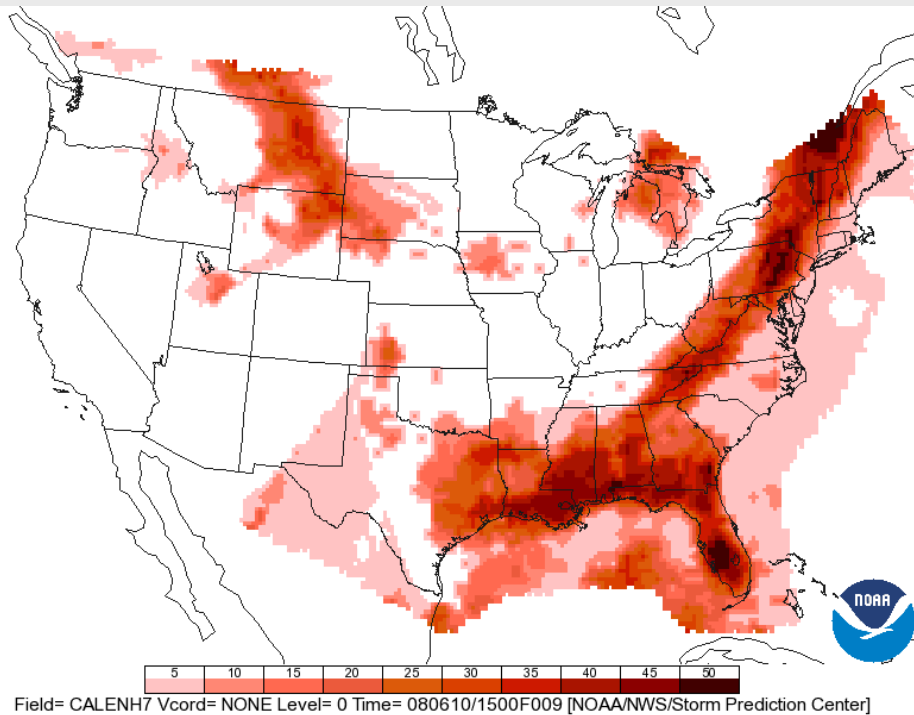 NOAA
5 10 15 20 25 30 35 40 45 50
Field= CALENH7 Vcord= NONE Level= 0 Time= 080610/1500F009 [NOAA/NWS/Storm Prediction Center]